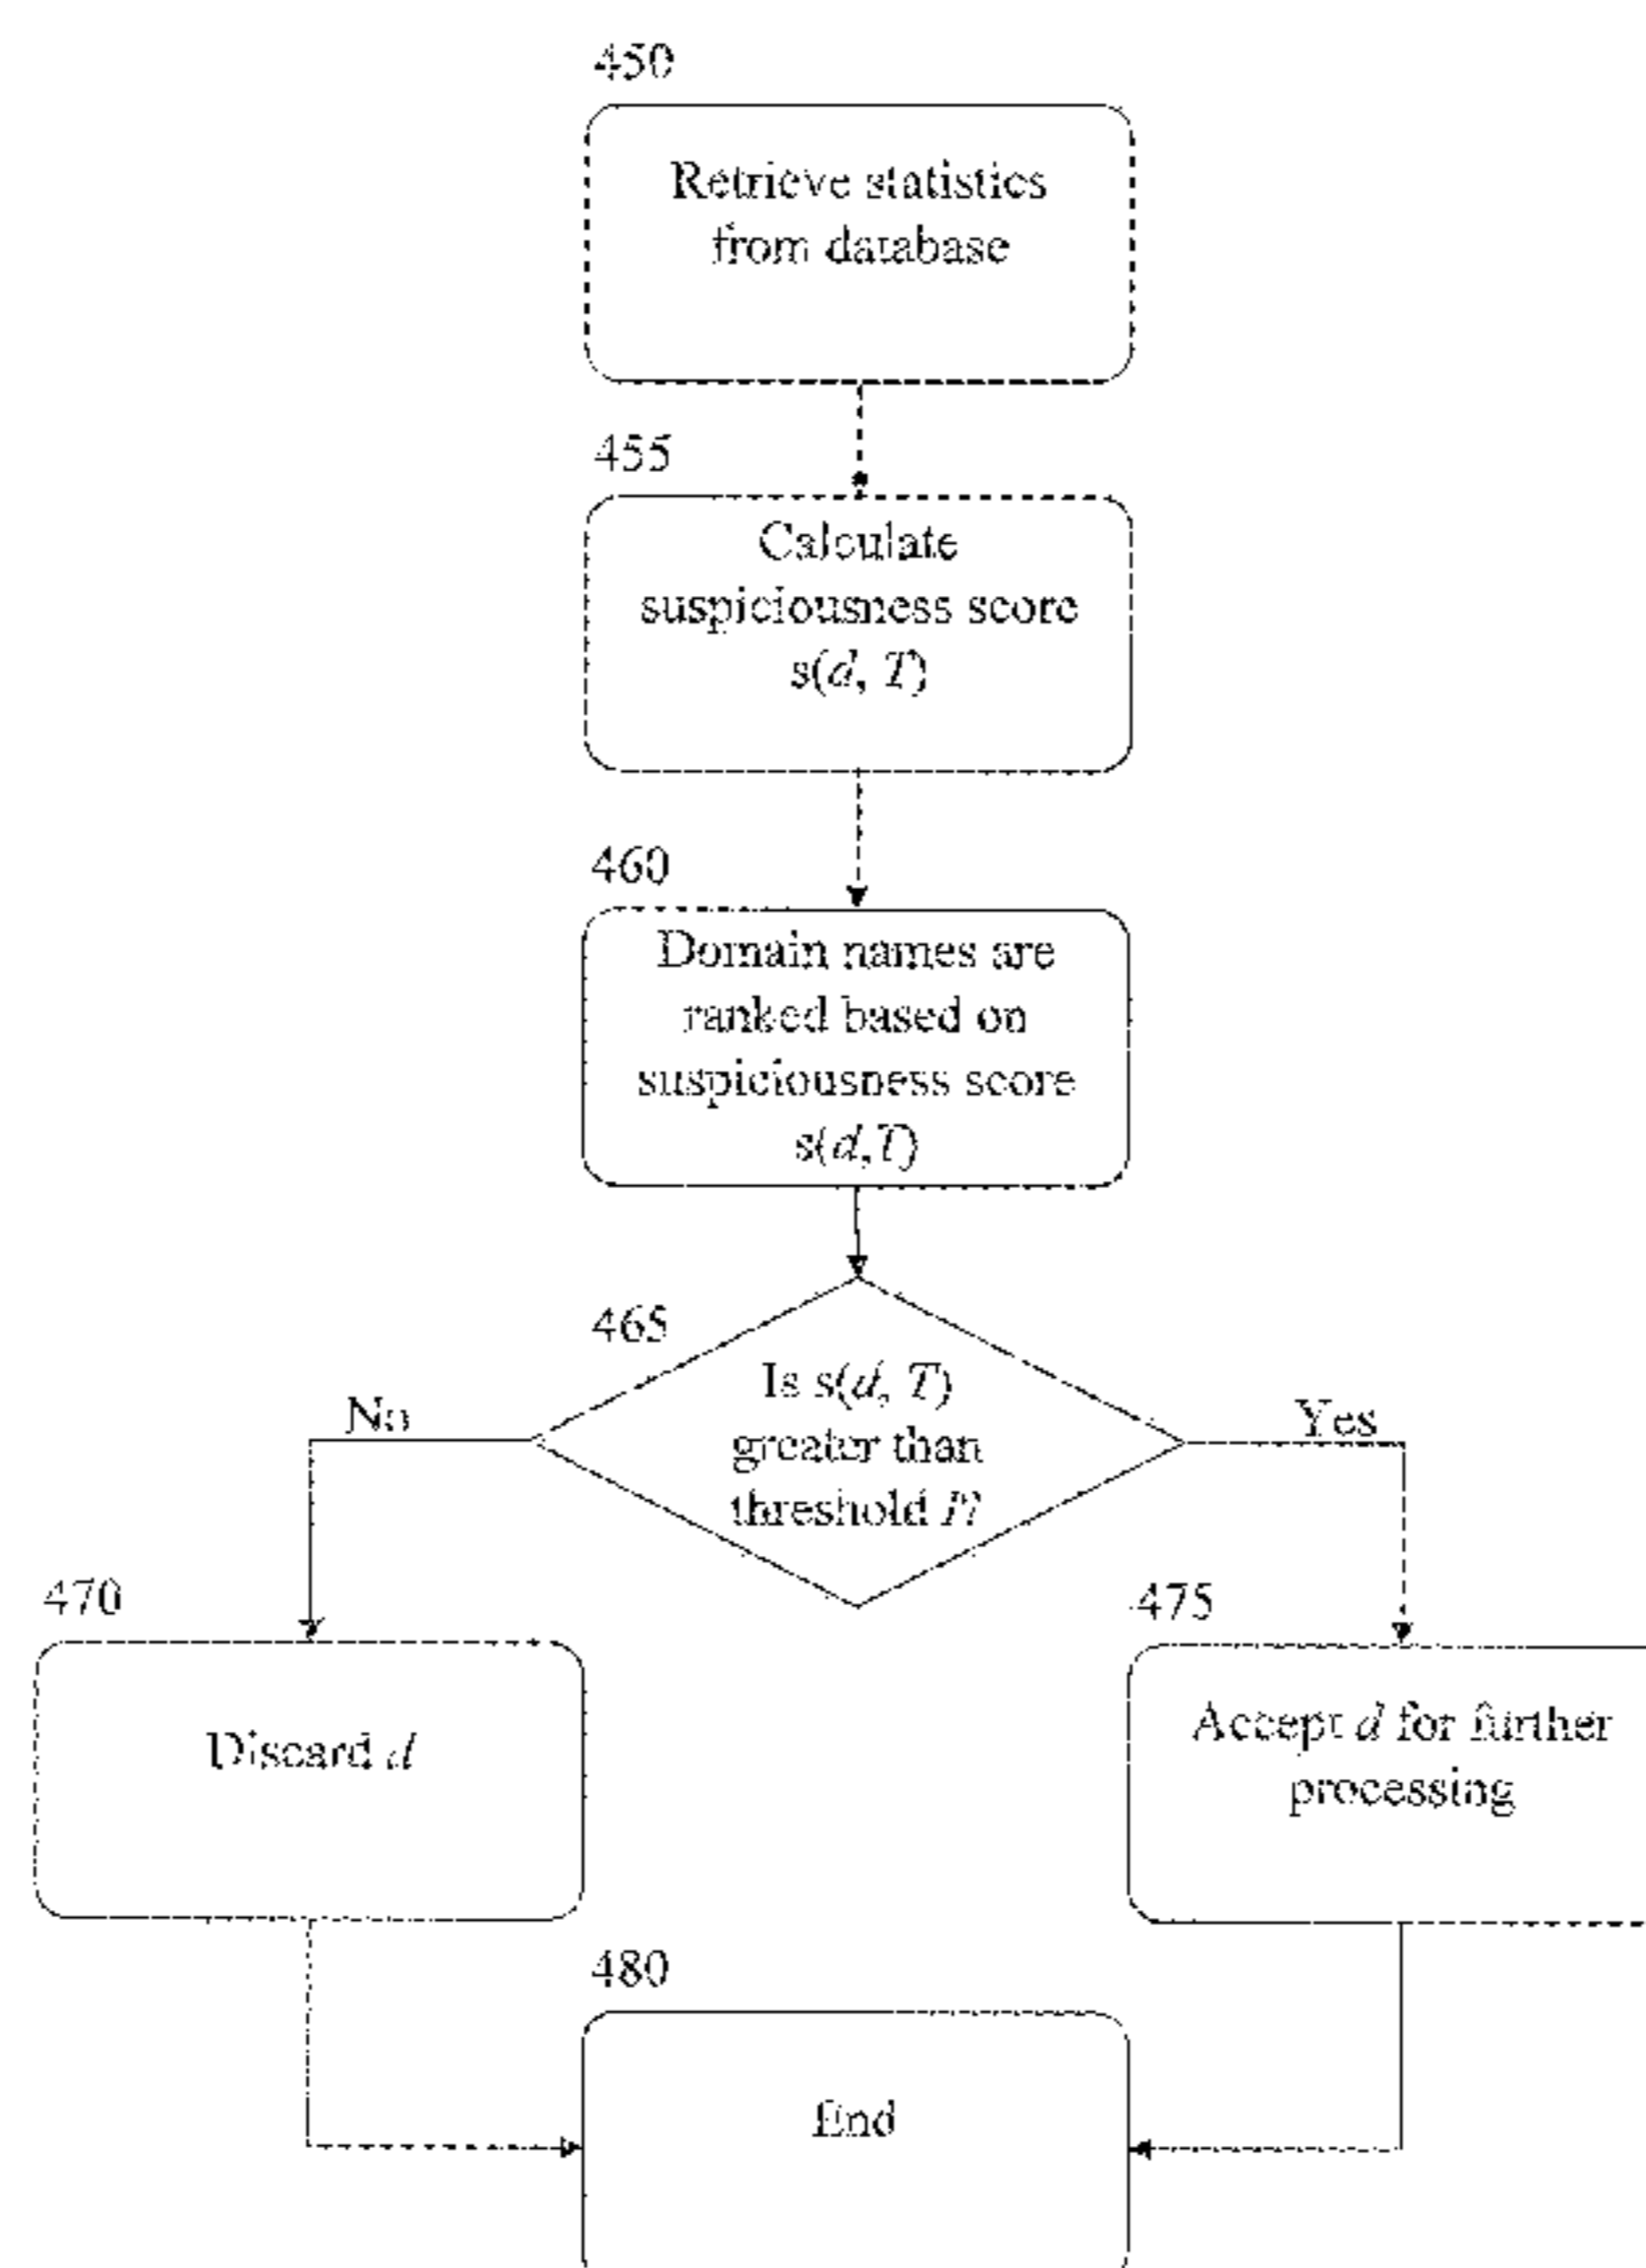 450
Retrieve statistics
from database
455
Calculate
suspiciousness score
s(d, T)
460
Domain names are
ranked based on
suspiciousness score
s(d,T)
465
Is s(d, T)
greater than
threshold
No
Yes
470
Discard d
475
Accept d for further
processing
480
End